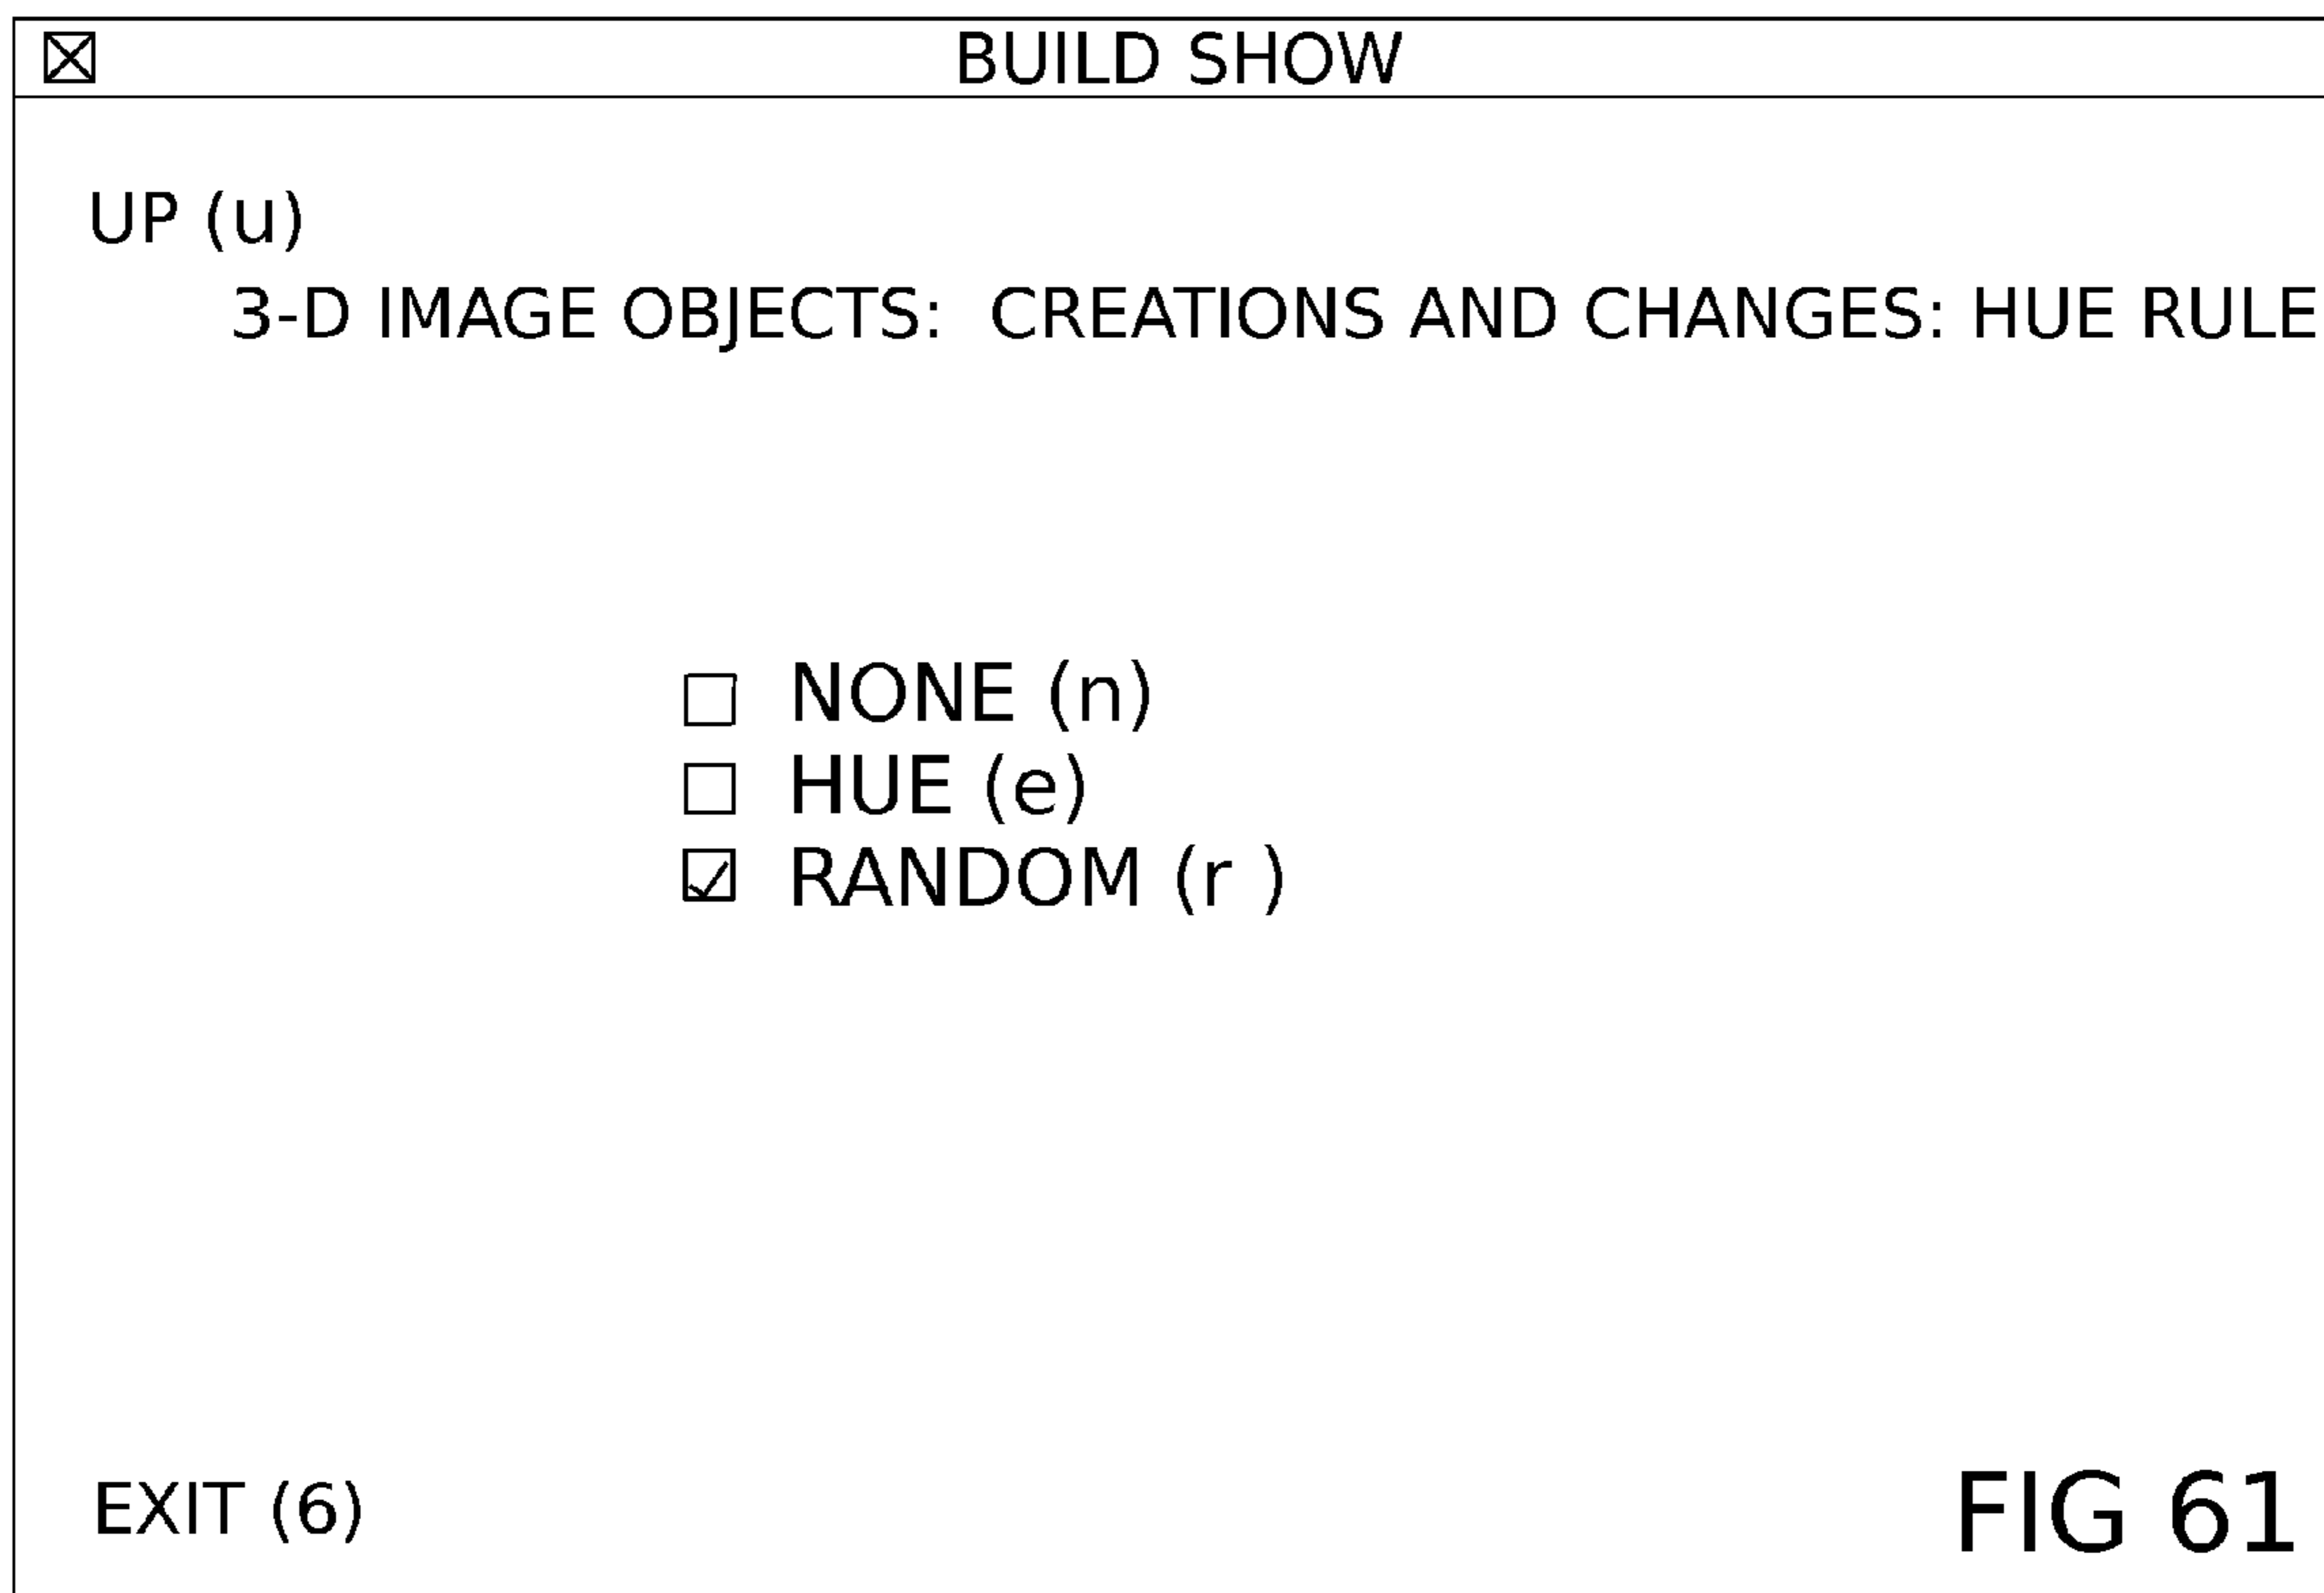 BUILD SHOW
UP (u)
3-D IMAGE OBJECTS: CREATIONS AND CHANGES: HUE RULE
NONE (n)
HUE (e)
RANDOM (r )
EXIT (6)
FIG 61